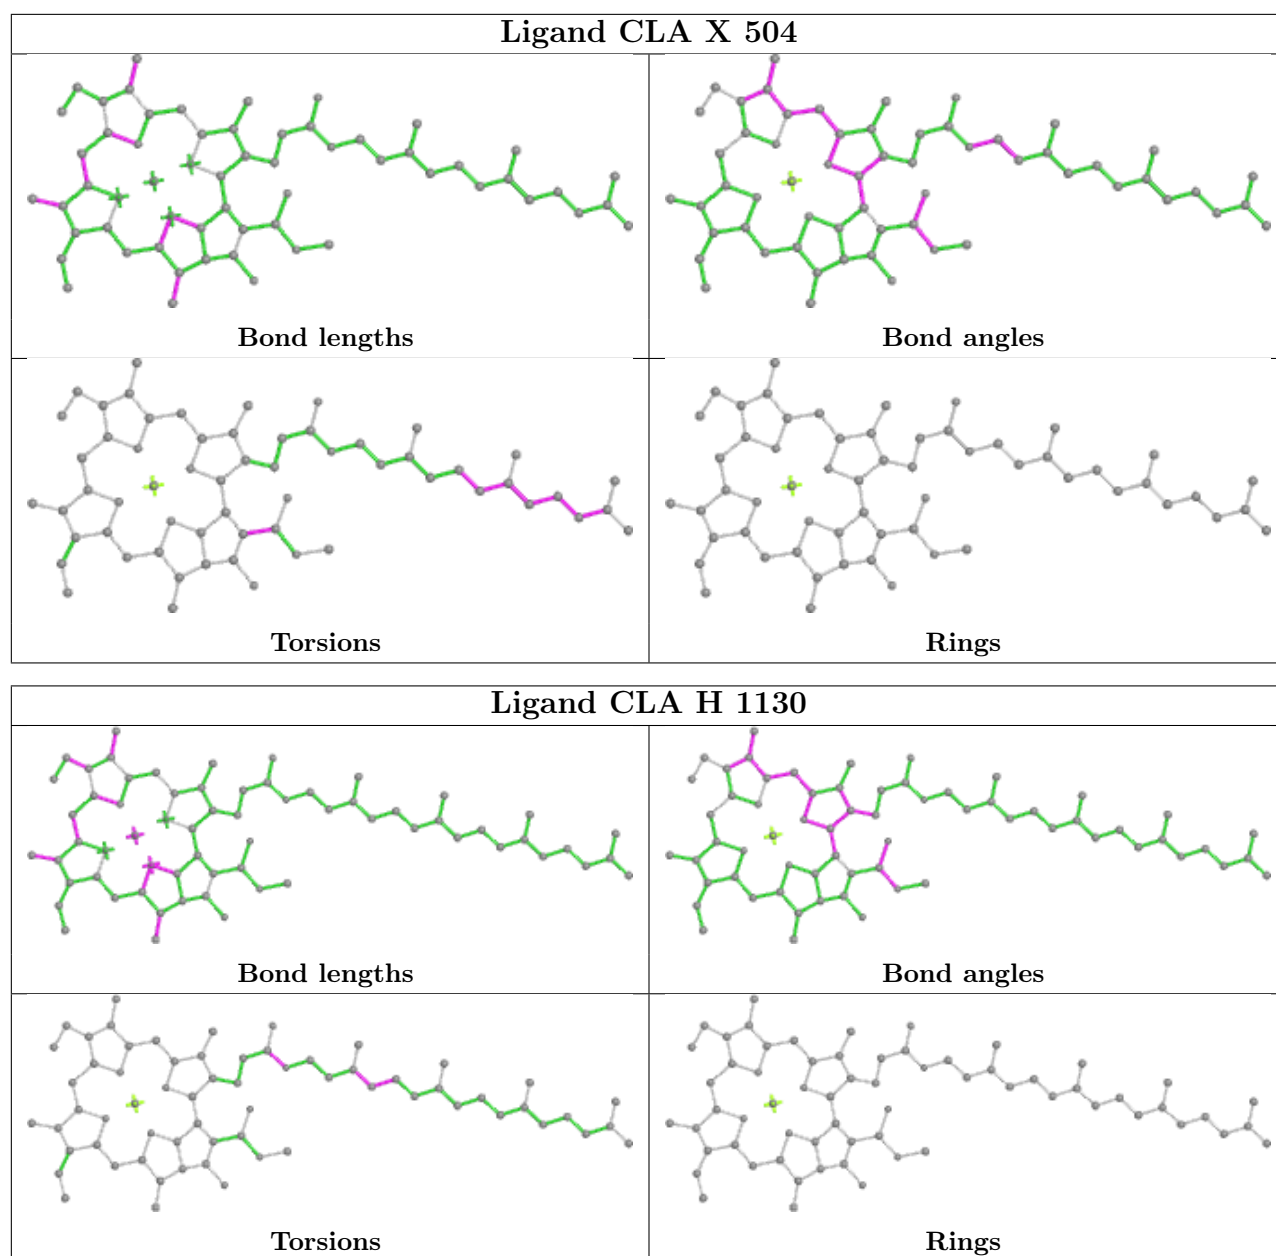 Ligand CLA X 504
Bond lengths
Bond angles
Torsions
Rings
Ligand CLA H 1130
Bond lengths
Bond angles
Torsions
Rings